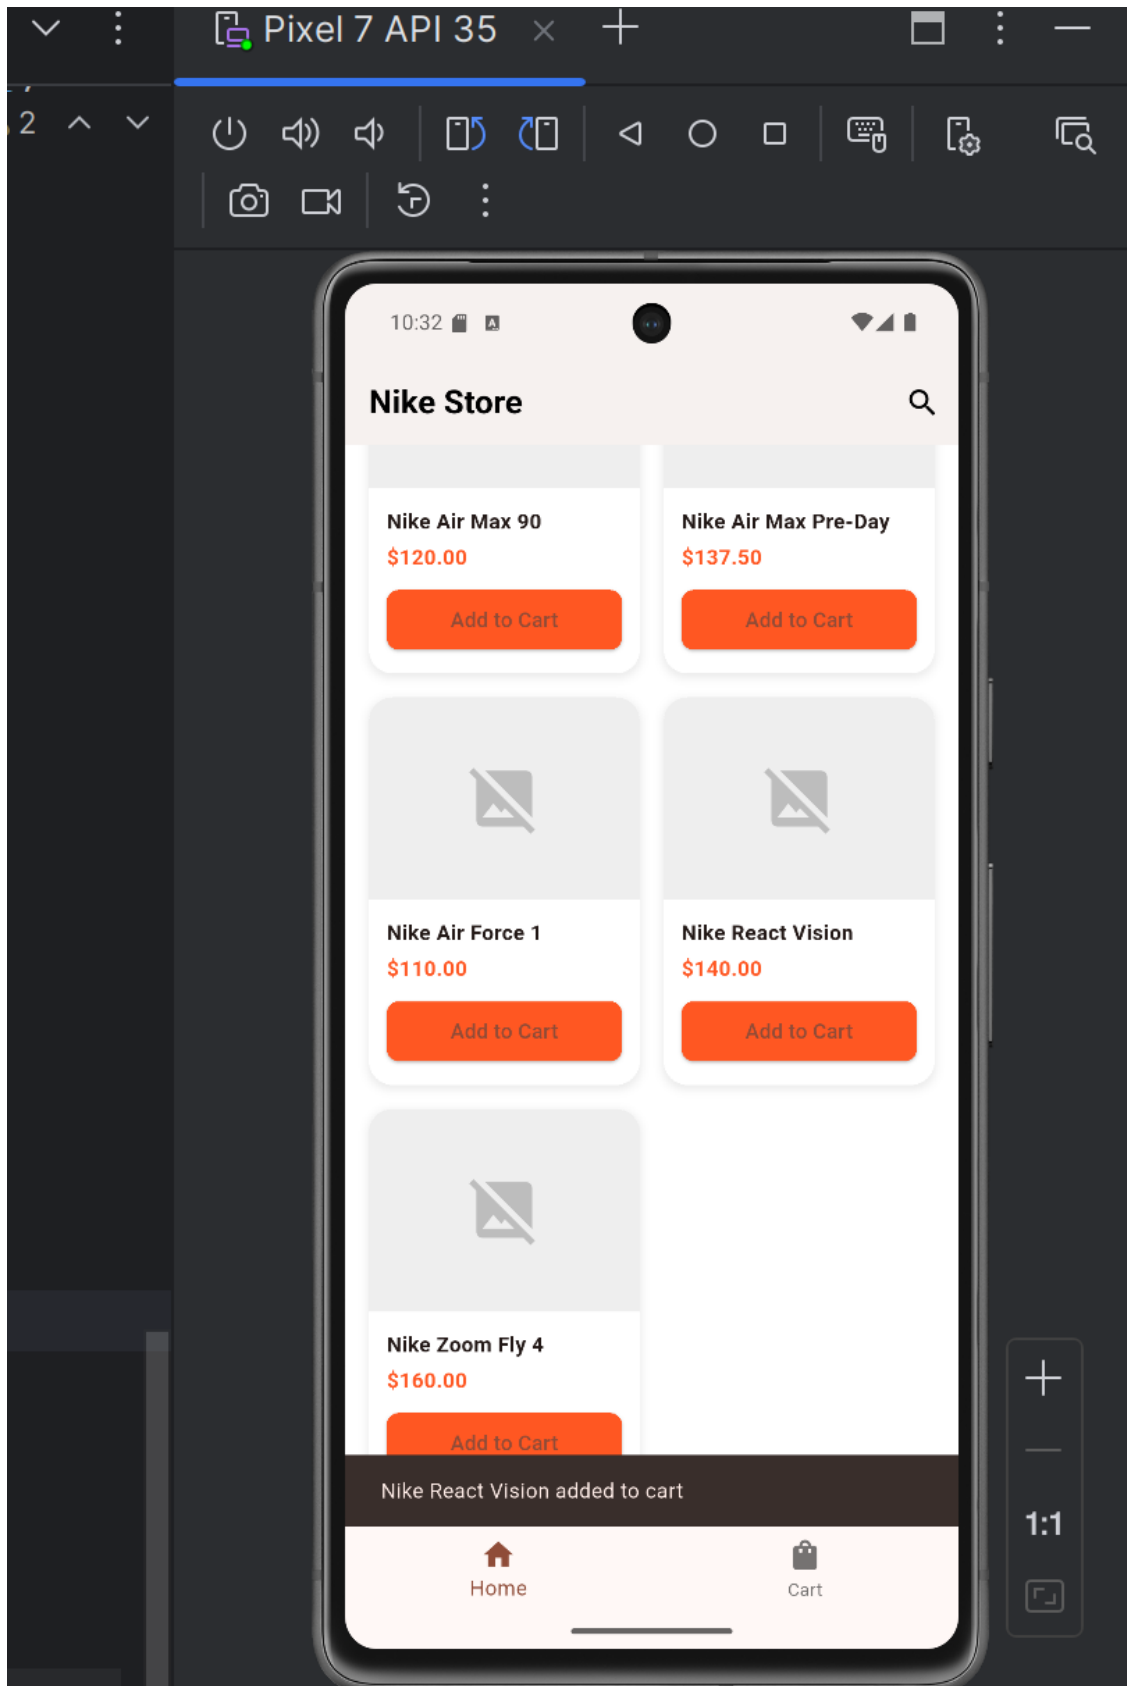 Pixel 7 API 35
2
10:32
Nike Store
Nike Air Max 90
$120.00
Add to Cart
Nike Air Max Pre-Day
$137.50
Add to Cart
Nike Air Force 1
$110.00
Add to Cart
Nike React Vision
$140.00
Add to Cart
Nike Zoom Fly 4
$160.00
Add to Cart
Nike React Vision added to cart
Home
Cart
1:1